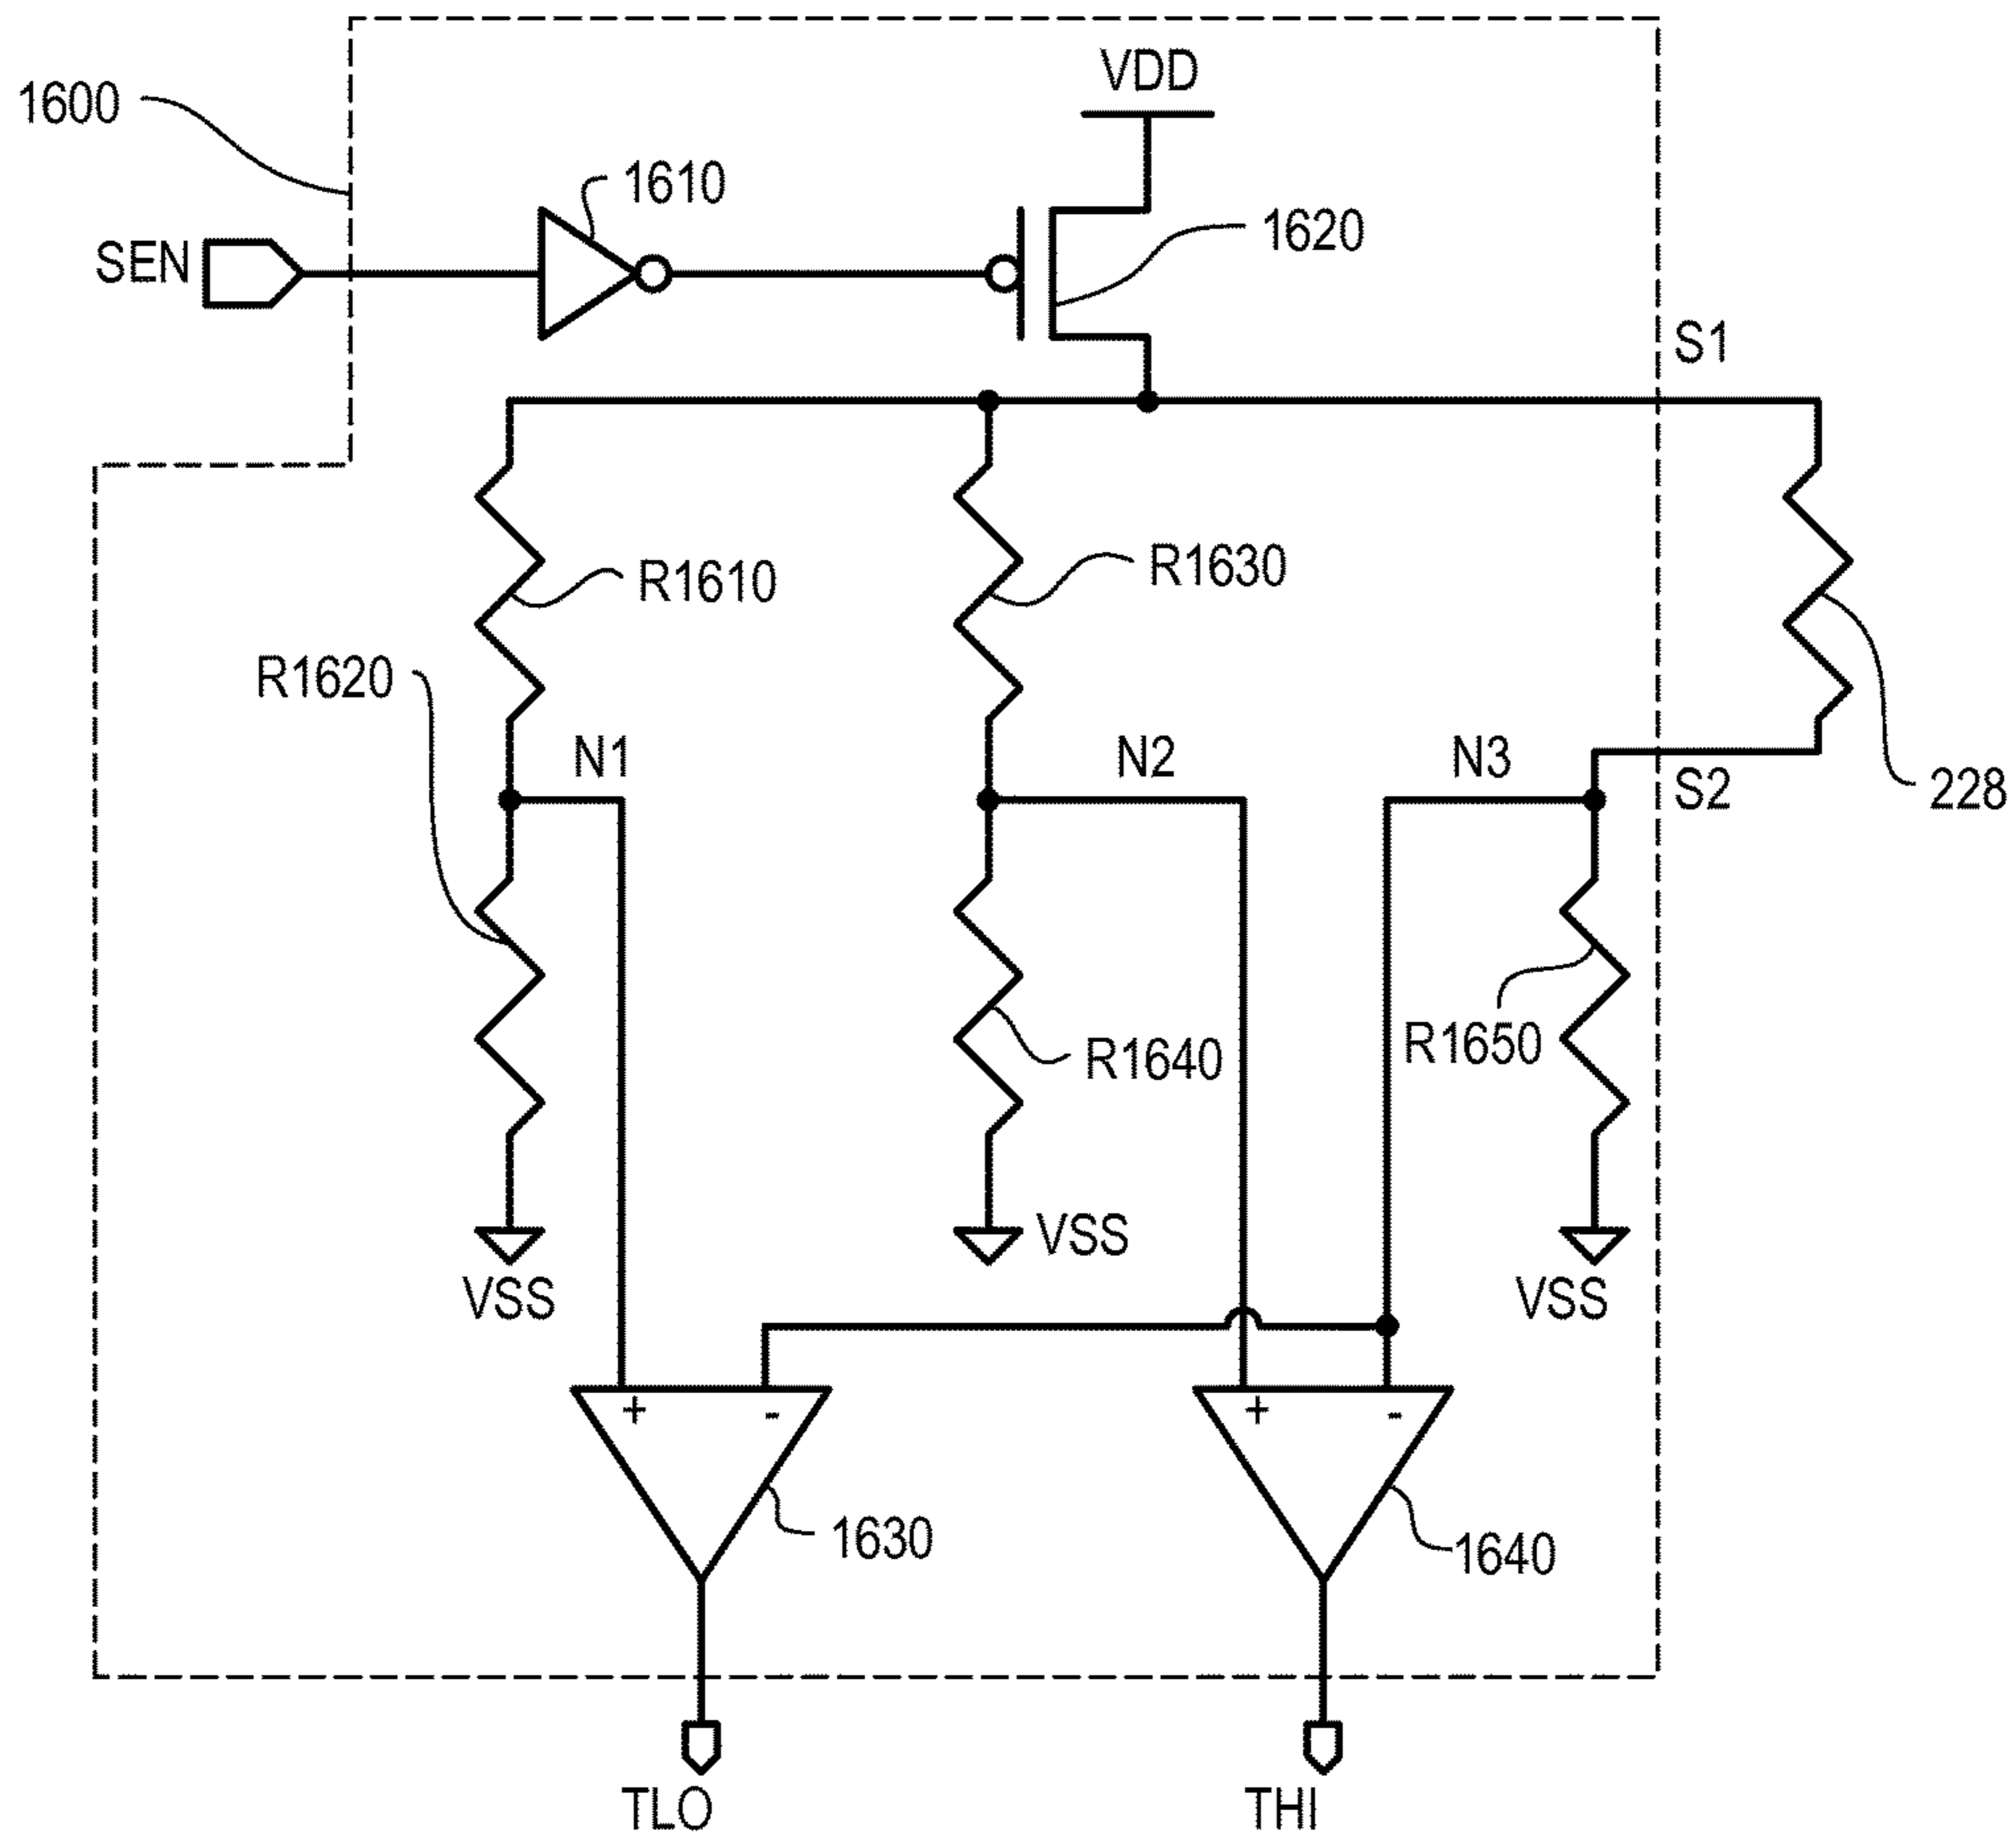 VDD
1600
1610
1620
SEN
S1
R1610
R1630
R1620
N1
N2
N3
S2
228
R1640
R1650
VSS
VSS
VSS
+
-
+
-
1630
1640
TLO
THI